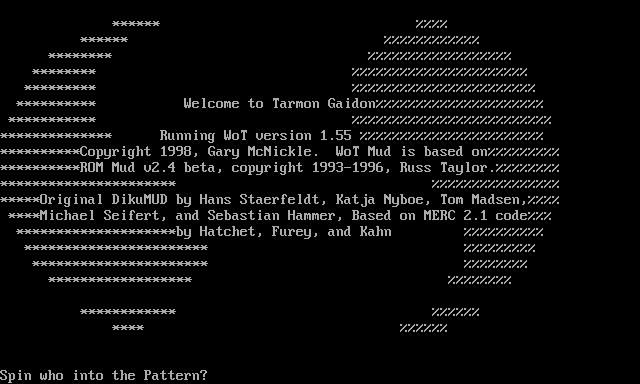 ****** %%%%
****** %%%%%%%%%%%%
******** %%%%%%%%%%%%%%%%%%
******** %%%%%%%%%%%%%%%%%%%%%%
********* %%%%%%%%%%%%%%%%%%%%%%%
********** Welcome to Tarmon Gaidon%%%%%%%%%%%%%%%%%%%%%
*********** %%%%%%%%%%%%%%%%%%%%%%%%%
************** Running WoT version 1.55 %%%%%%%%%%%%%%%%%%%%%%%
**********Copyright 1998, Gary McNickle.  WoT Mud is based on%%%%%%%%%
**********ROM Mud v2.4 beta, copyright 1993-1996, Russ Taylor.%%%%%%%%
********************** %%%%%%%%%%%%%%%%
*****Original DikuMUD by Hans Staerfeldt, Katja Nyboe, Tom Madsen,%%%%
****Michael Seifert, and Sebastian Hammer, Based on MERC 2.1 code%%%
********************by Hatchet, Furey, and Kahn %%%%%%%%%%
*********************** %%%%%%%%%
********************** %%%%%%%%
****************** %%%%%%%%
************ %%%%%%
**** %%%%%%
Spin who into the Pattern?